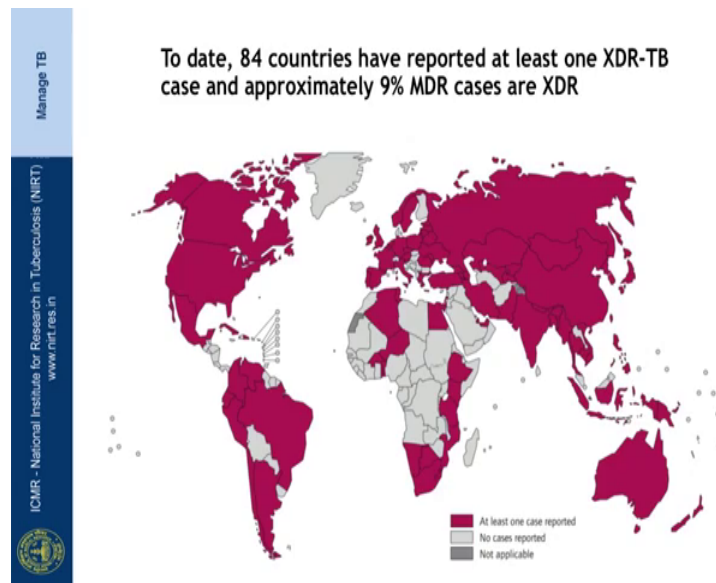 Manage TB
ICMR - National Institute for Research in Tuberculosis (NIRT)
www.nirt.res.in
To date, 84 countries have reported at least one XDR-TB
case and approximately 9% MDR cases are XDR
At least one case reported
No cases reported
Not applicable